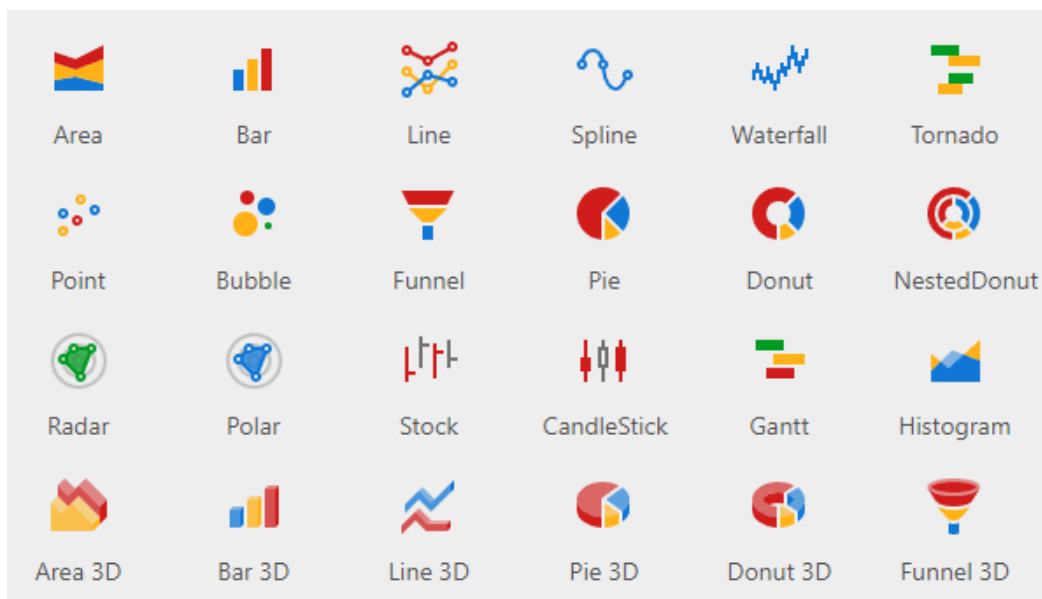 Area
Bar
Line
Spline
Waterfall
Tornado
Point
Bubble
Funnel
Pie
Donut
NestedDonut
Radar
Polar
Stock
CandleStick
Gantt
Histogram
Area 3D
Bar 3D
Line 3D
Pie 3D
Donut 3D
Funnel 3D